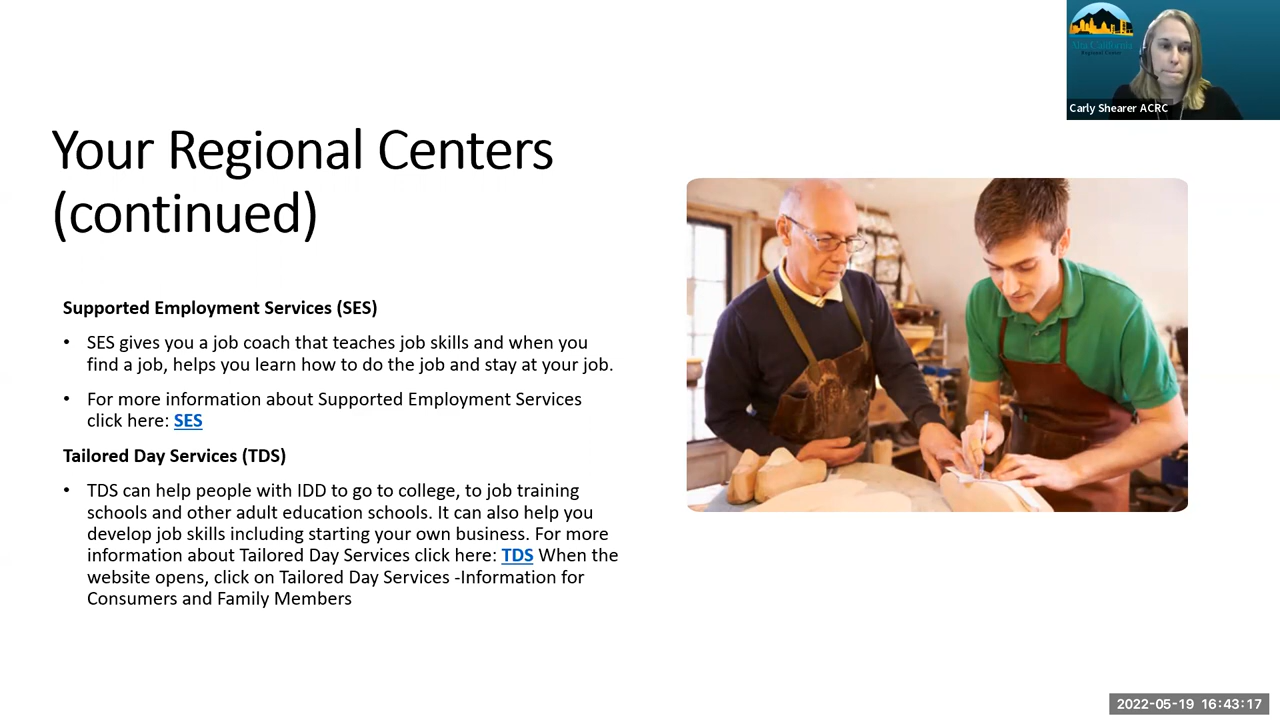 Alta California
Regional Center
Carly Shearer ACRC
Your Regional Centers
(continued)
Supported Employment Services (SES)
• SES gives you a job coach that teaches job skills and when you
find a job, helps you learn how to do the job and stay at your job.
• For more information about Supported Employment Services
click here: SES
Tailored Day Services (TDS)
• TDS can help people with IDD to go to college, to job training
schools and other adult education schools. It can also help you
develop job skills including starting your own business. For more
information about Tailored Day Services click here: TDS When the
website opens, click on Tailored Day Services -Information for
Consumers and Family Members
2022-05-19 16:43:17